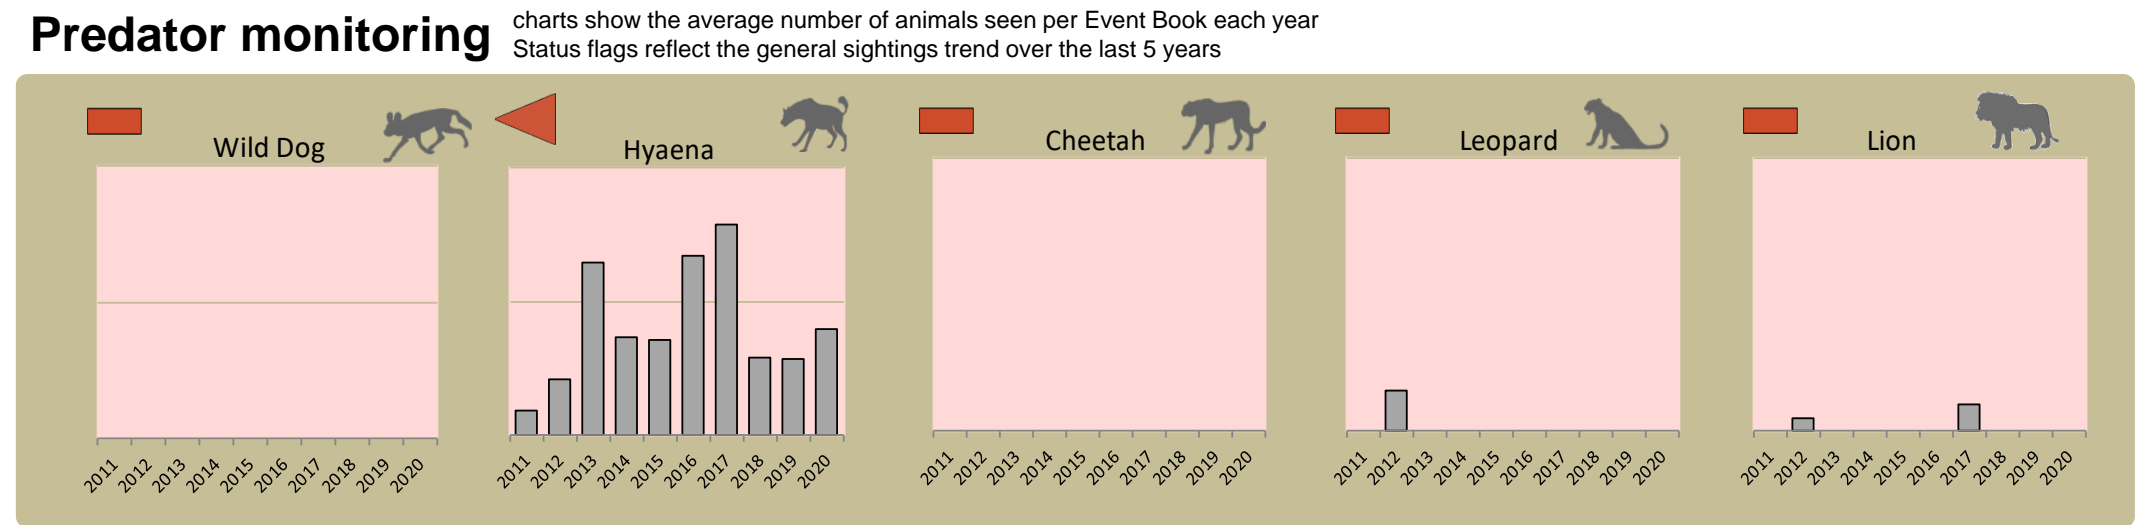 Predator monitoring
charts show the average number of animals seen per Event Book each year
Status flags reflect the general sightings trend over the last 5 years
Wild Dog
2011 2012 2013 2014 2015 2016 2017 2018 2019 2020
Hyaena
2011 2012 2013 2014 2015 2016 2017 2018 2019 2020
Cheetah
2011 2012 2013 2014 2015 2016 2017 2018 2019 2020
Leopard
2011 2012 2013 2014 2015 2016 2017 2018 2019 2020
Lion
2011 2012 2013 2014 2015 2016 2017 2018 2019 2020